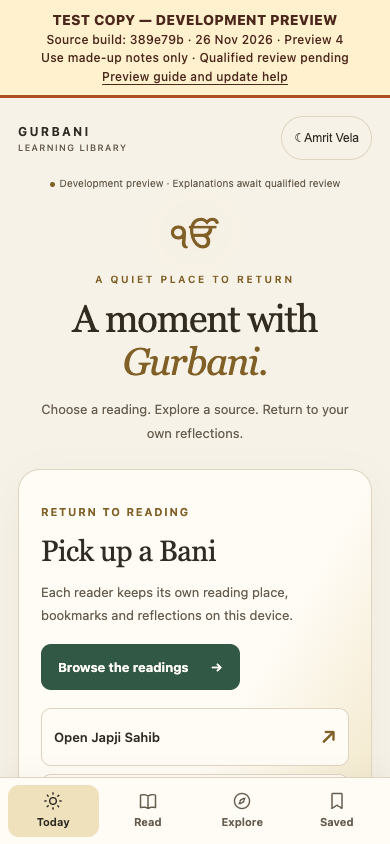 TEST COPY — DEVELOPMENT PREVIEW
Source build: 389e79b · 26 Nov 2026 · Preview 4
Use made-up notes only · Qualified review pending
Preview guide and update help
GURBANI
LEARNING LIBRARY
☾ Amrit Vela
Development preview · Explanations await qualified review
ੴ
A QUIET PLACE TO RETURN
A moment with
Gurbani.
Choose a reading. Explore a source. Return to your
own reflections.
RETURN TO READING
Pick up a Bani
Each reader keeps its own reading place,
bookmarks and reflections on this device.
Browse the readings →
Open Japji Sahib ↗
Today
Read
Explore
Saved